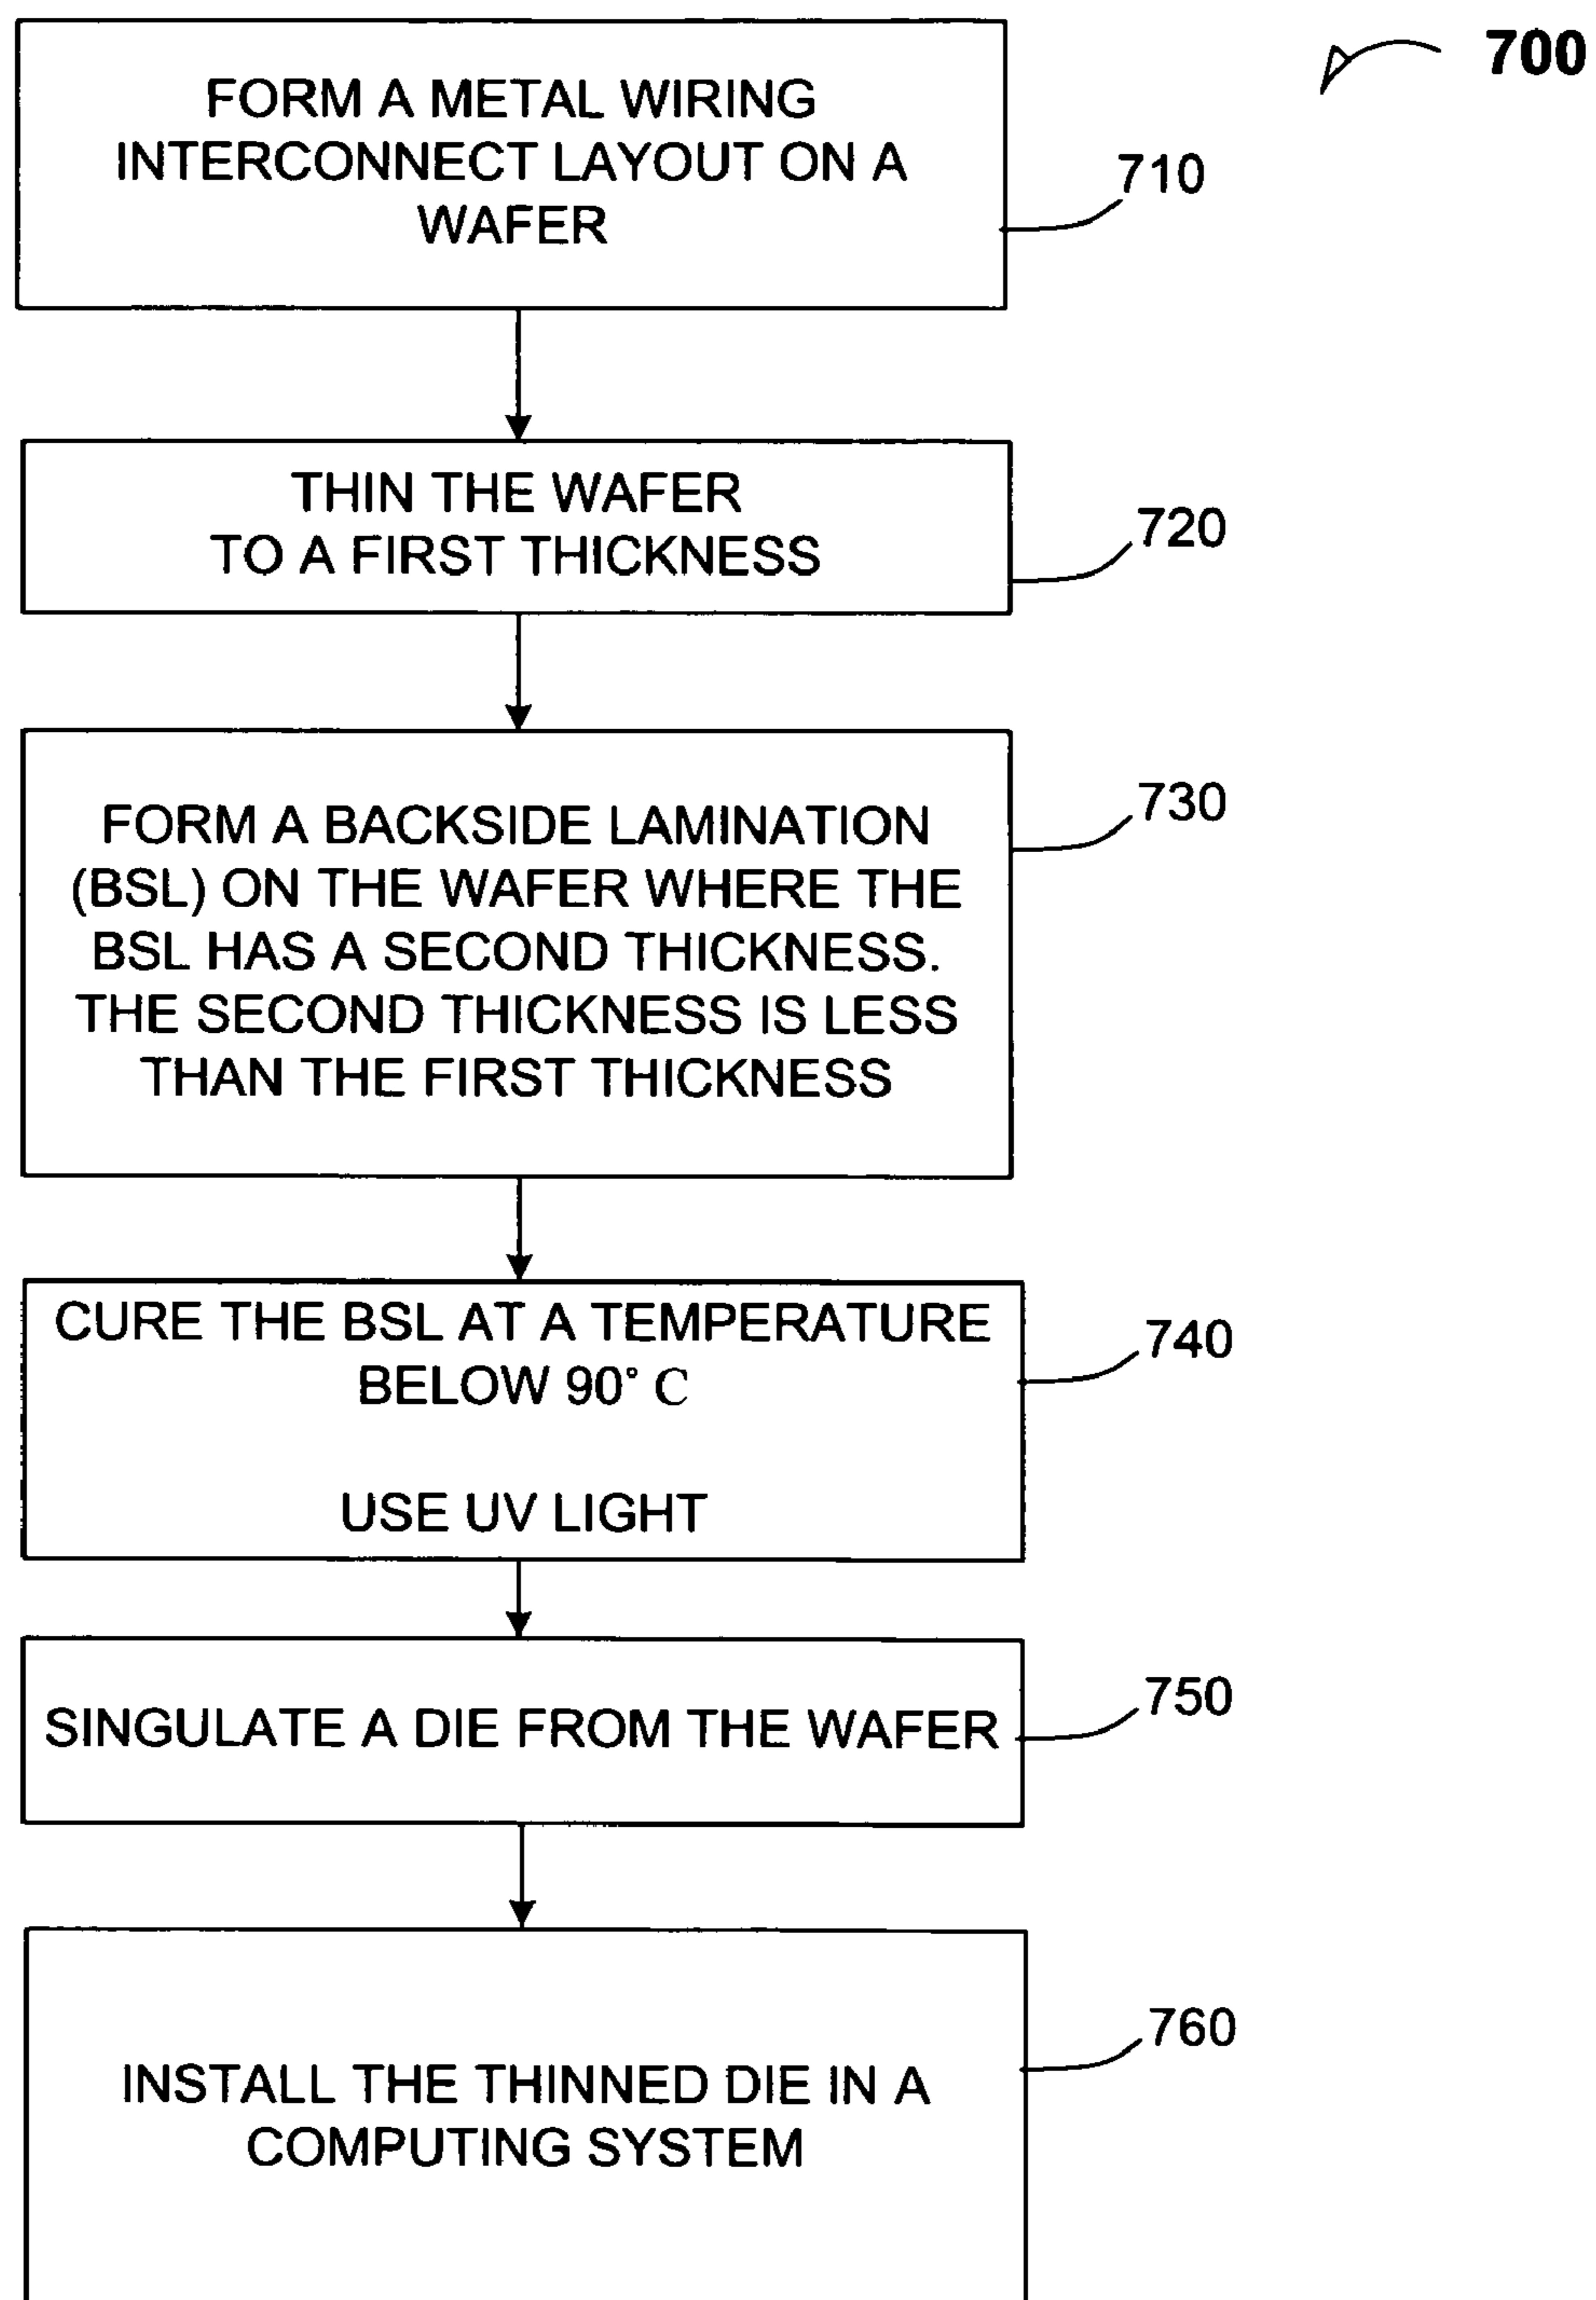 700
FORM A METAL WIRING
INTERCONNECT LAYOUT ON A
WAFER
710
THIN THE WAFER
TO A FIRST THICKNESS
720
FORM A BACKSIDE LAMINATION
(BSL) ON THE WAFER WHERE THE
BSL HAS A SECOND THICKNESS.
THE SECOND THICKNESS IS LESS
THAN THE FIRST THICKNESS
730
CURE THE BSL AT A TEMPERATURE
BELOW 90° C
USE UV LIGHT
740
SINGULATE A DIE FROM THE WAFER
750
INSTALL THE THINNED DIE IN A
COMPUTING SYSTEM
760